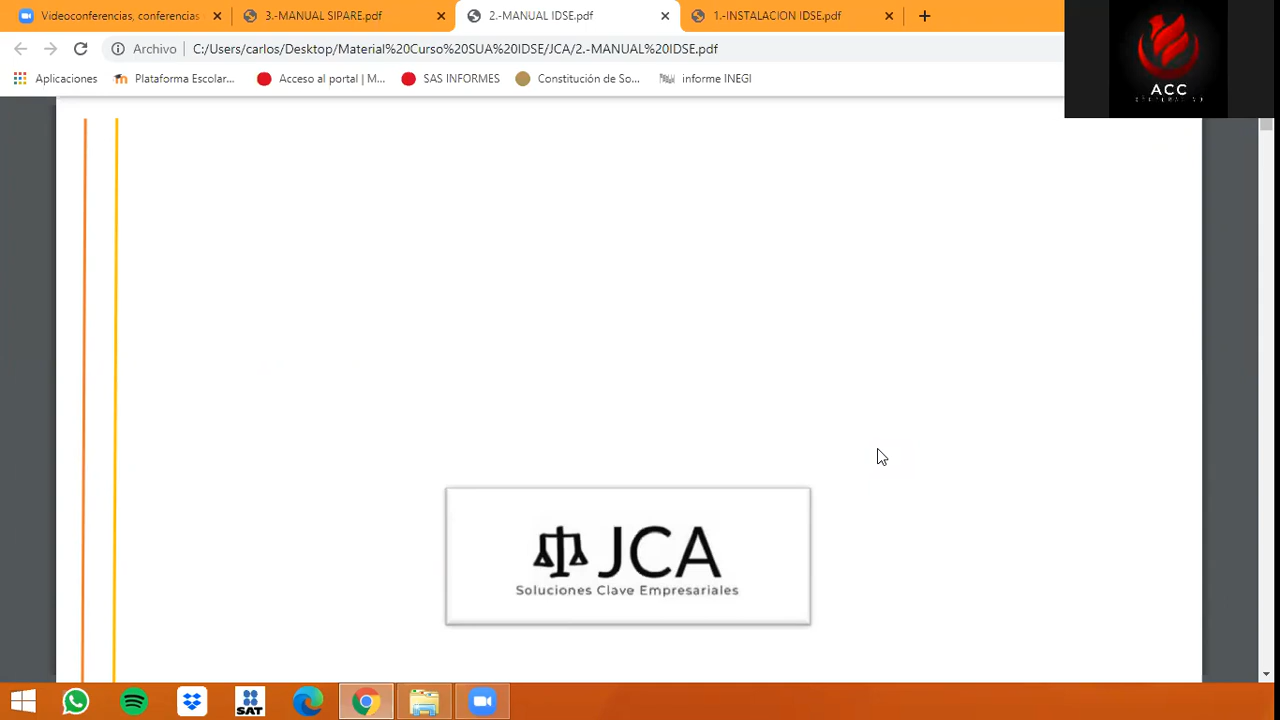 Videoconferencias, conferencias
3.-MANUAL SIPARE.pdf
2.-MANUAL IDSE.pdf
1.-INSTALACION IDSE.pdf
Archivo
C:/Users/carlos/Desktop/Material%20Curso%20SUA%20IDSE/JCA/2.-MANUAL%20IDSE.pdf
Aplicaciones
Plataforma Escolar...
Acceso al portal | M...
SAS INFORMES
Constitución de So...
informe INEGI
ACC
JCA
Soluciones Clave Empresariales
SAT